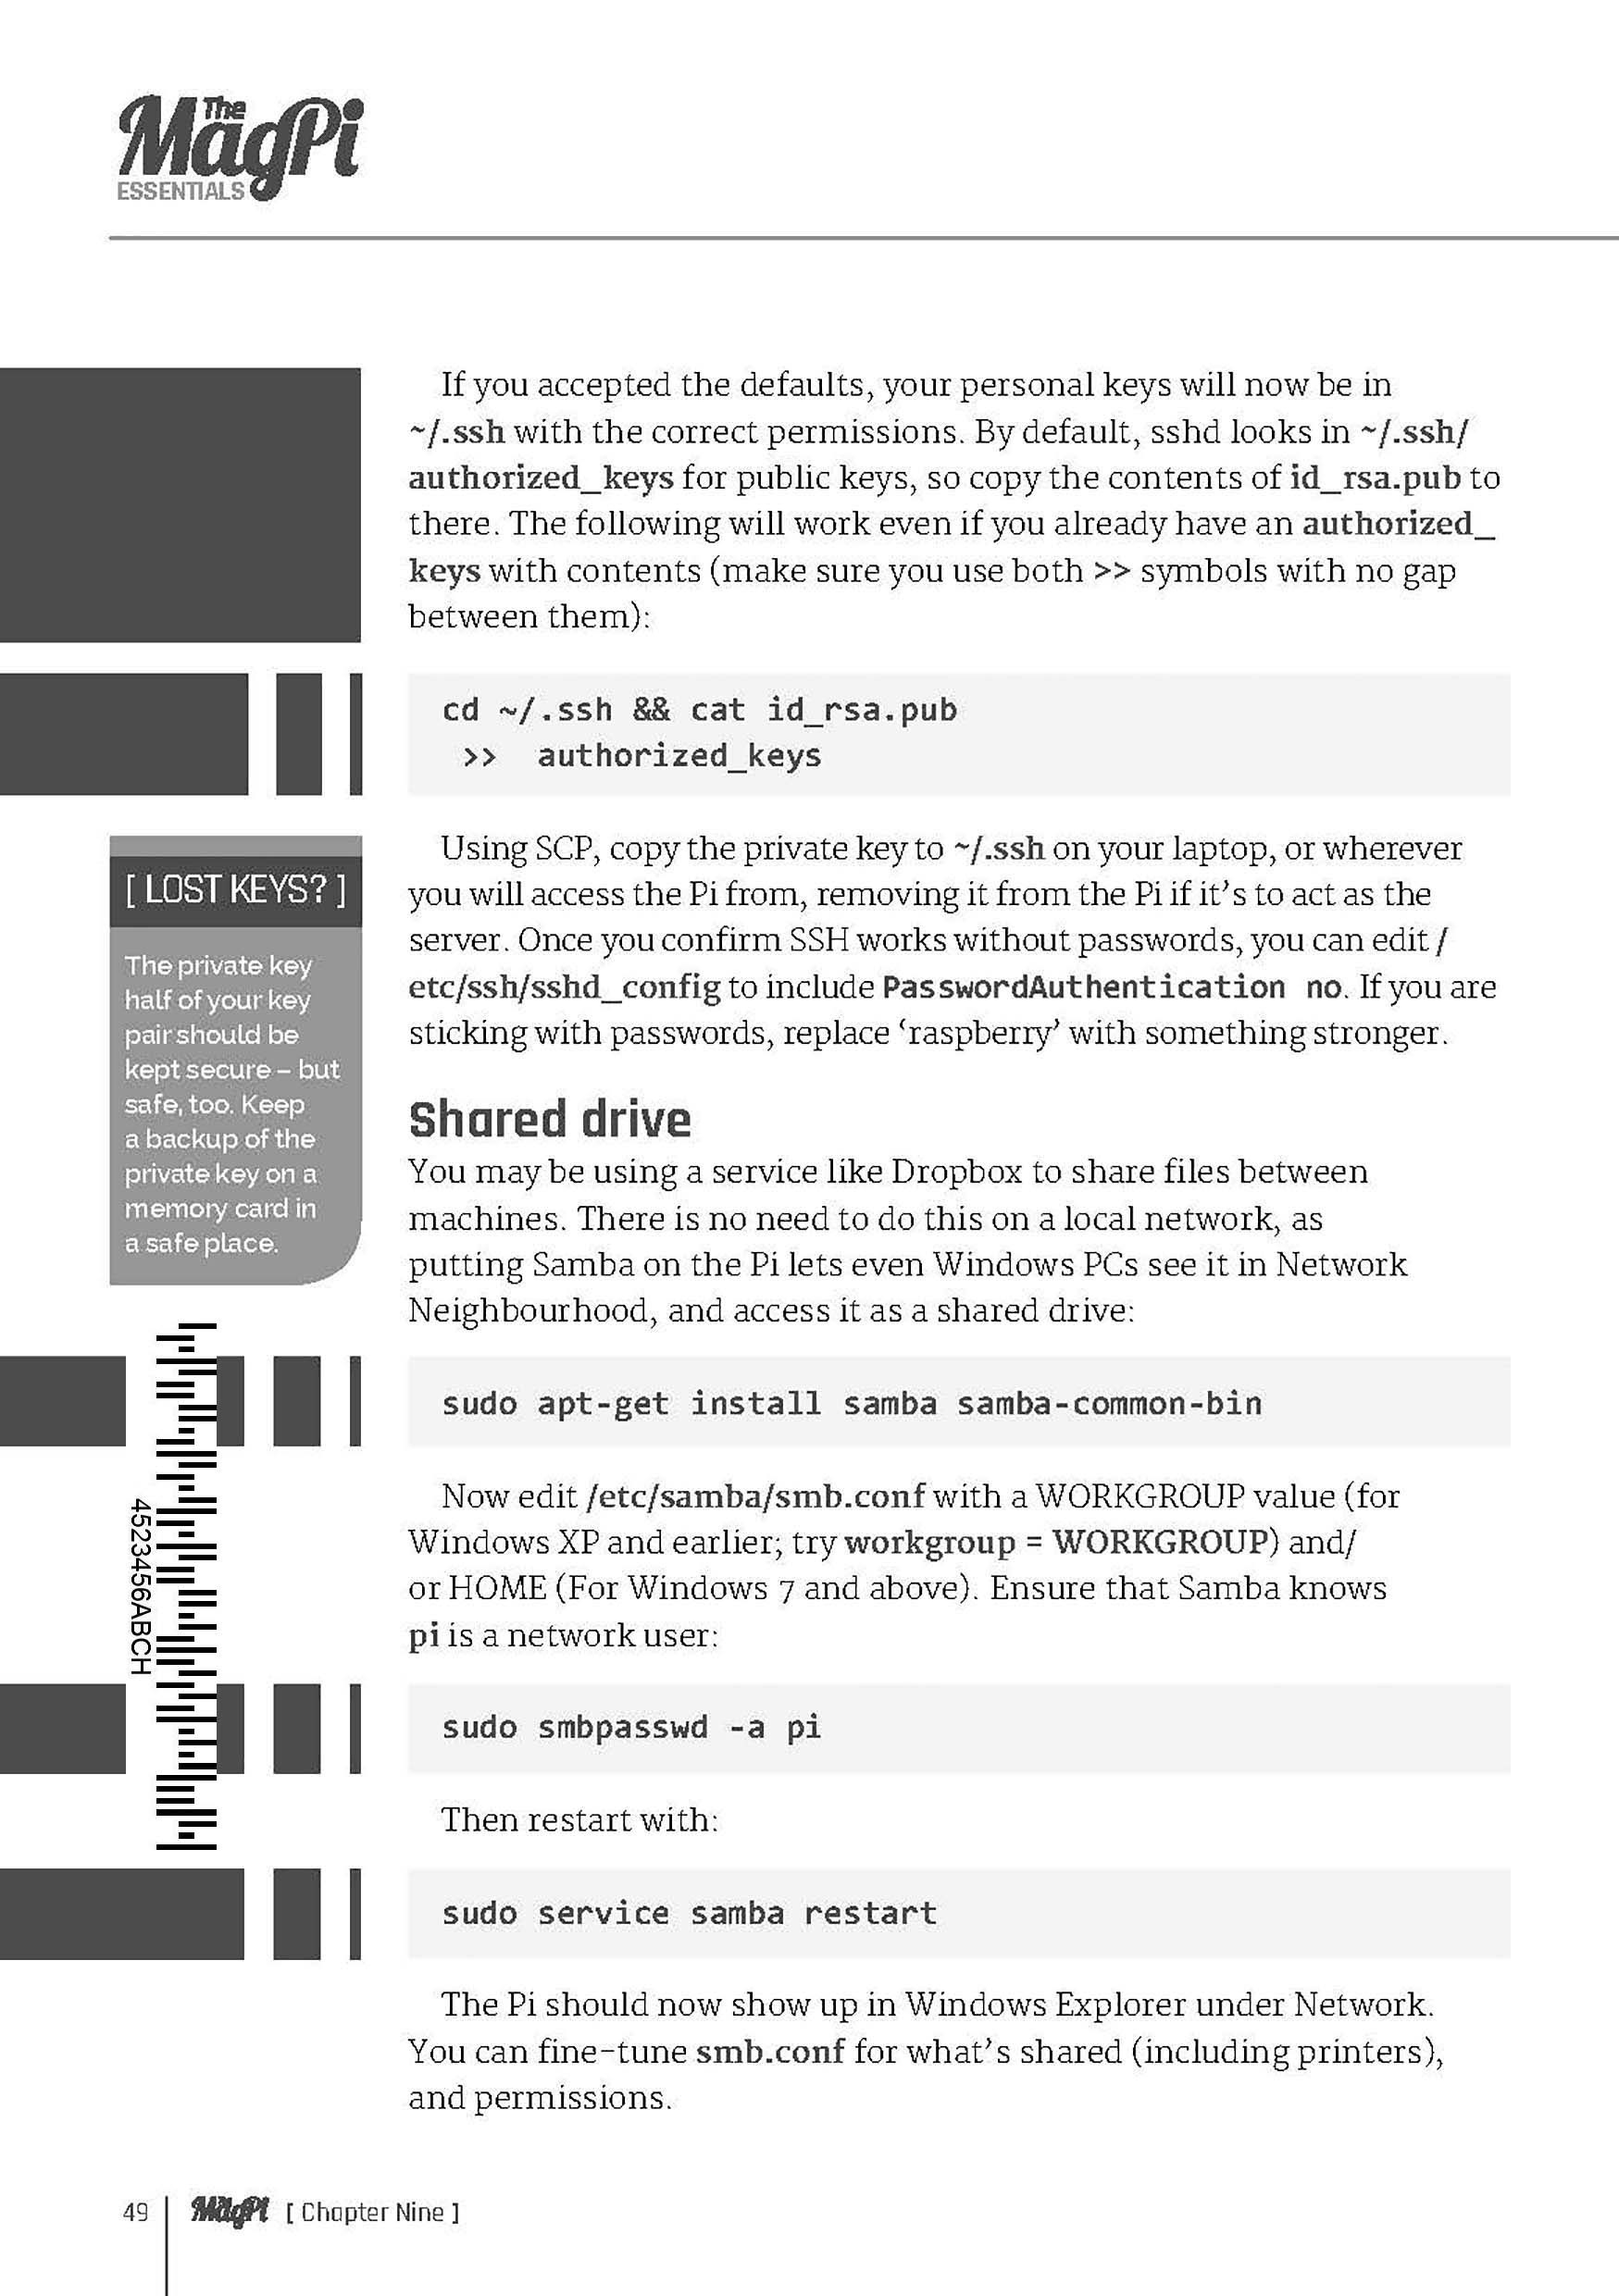 The
MagPi
ESSENTIALS
If you accepted the defaults, your personal keys will now be in
~/.ssh with the correct permissions. By default, sshd looks in ~/.ssh/
authorized_keys for public keys, so copy the contents of id_rsa.pub to
there. The following will work even if you already have an authorized_
keys with contents (make sure you use both >> symbols with no gap
between them):
cd ~/.ssh && cat id_rsa.pub
>> authorized_keys
Using SCP, copy the private key to ~/.ssh on your laptop, or wherever
you will access the Pi from, removing it from the Pi if it’s to act as the
server. Once you confirm SSH works without passwords, you can edit /
etc/ssh/sshd_config to include PasswordAuthentication no. If you are
sticking with passwords, replace ‘raspberry’ with something stronger.
[ LOST KEYS? ]
The private key
half of your key
pair should be
kept secure – but
safe, too. Keep
a backup of the
private key on a
memory card in
a safe place.
Shared drive
You may be using a service like Dropbox to share files between
machines. There is no need to do this on a local network, as
putting Samba on the Pi lets even Windows PCs see it in Network
Neighbourhood, and access it as a shared drive:
sudo apt-get install samba samba-common-bin
Now edit /etc/samba/smb.conf with a WORKGROUP value (for
Windows XP and earlier; try workgroup = WORKGROUP) and/
or HOME (For Windows 7 and above). Ensure that Samba knows
pi is a network user:
sudo smbpasswd -a pi
Then restart with:
sudo service samba restart
The Pi should now show up in Windows Explorer under Network.
You can fine-tune smb.conf for what’s shared (including printers),
and permissions.
4523456ABCH
49
MagPi
[ Chapter Nine ]